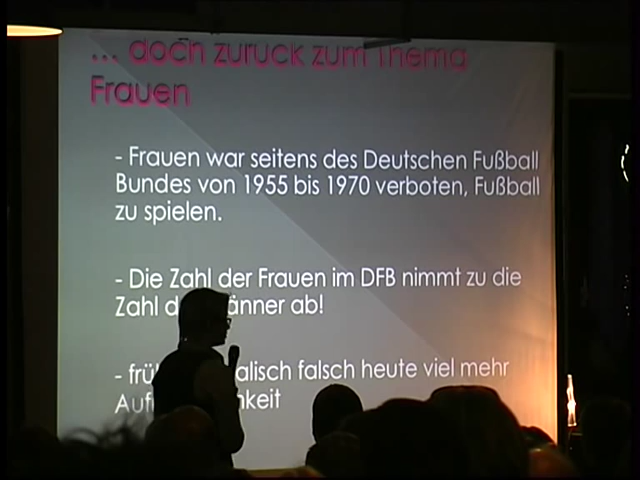 ... doch zurück zum Thema
Frauen
- Frauen war seitens des Deutschen Fußball
Bundes von 1955 bis 1970 verboten, Fußball
zu spielen.
- Die Zahl der Frauen im DFB nimmt zu die
Zahl d änner ab!
- frü alisch falsch heute viel mehr
Auf keit